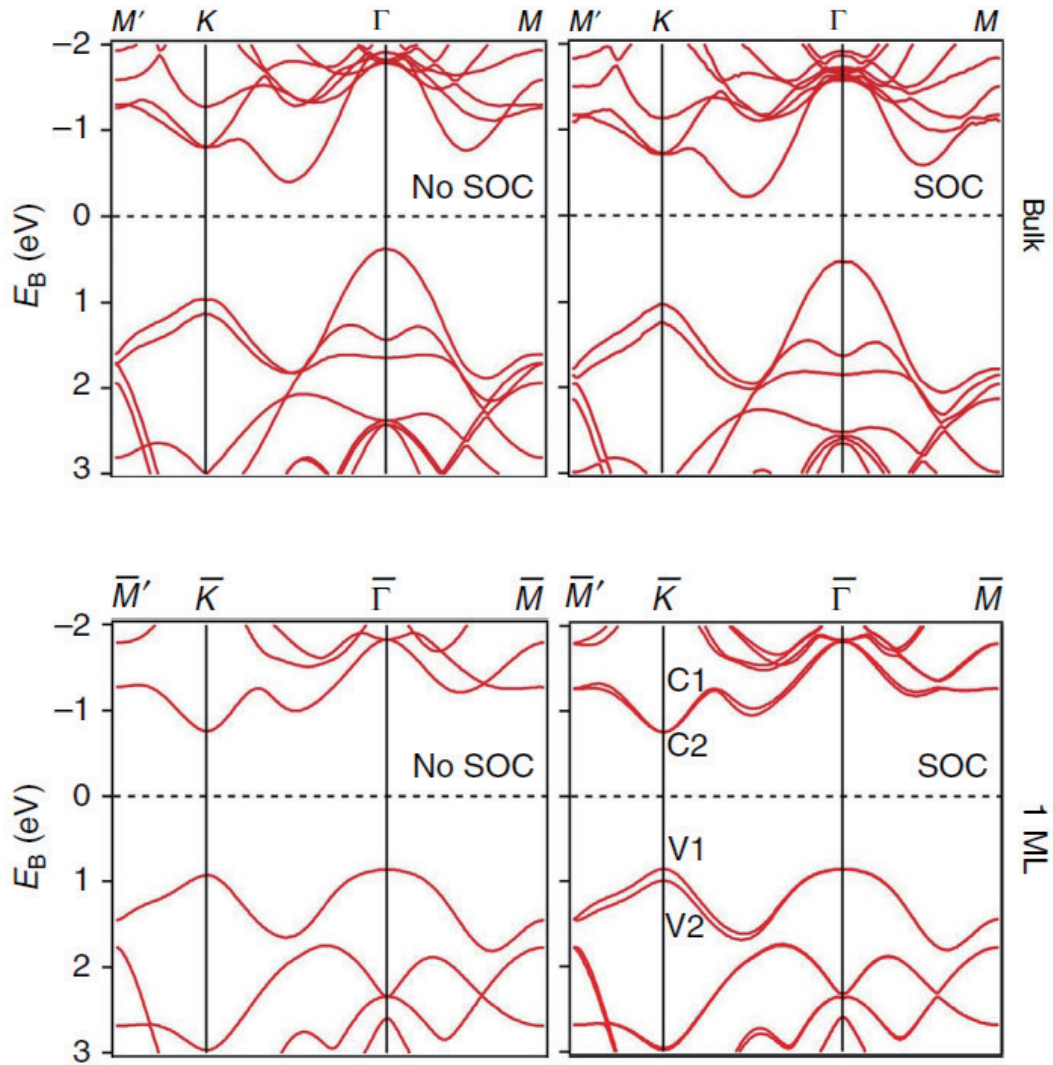 M′ K Γ M M′ K Γ M
−2
−1
0
1
2
3
E_B (eV)
No SOC
SOC
Bulk
M̅′ K̅ Γ̅ M̅ M̅′ K̅ Γ̅ M̅
−2
−1
0
1
2
3
E_B (eV)
No SOC
C1
C2
SOC
V1
V2
1 ML